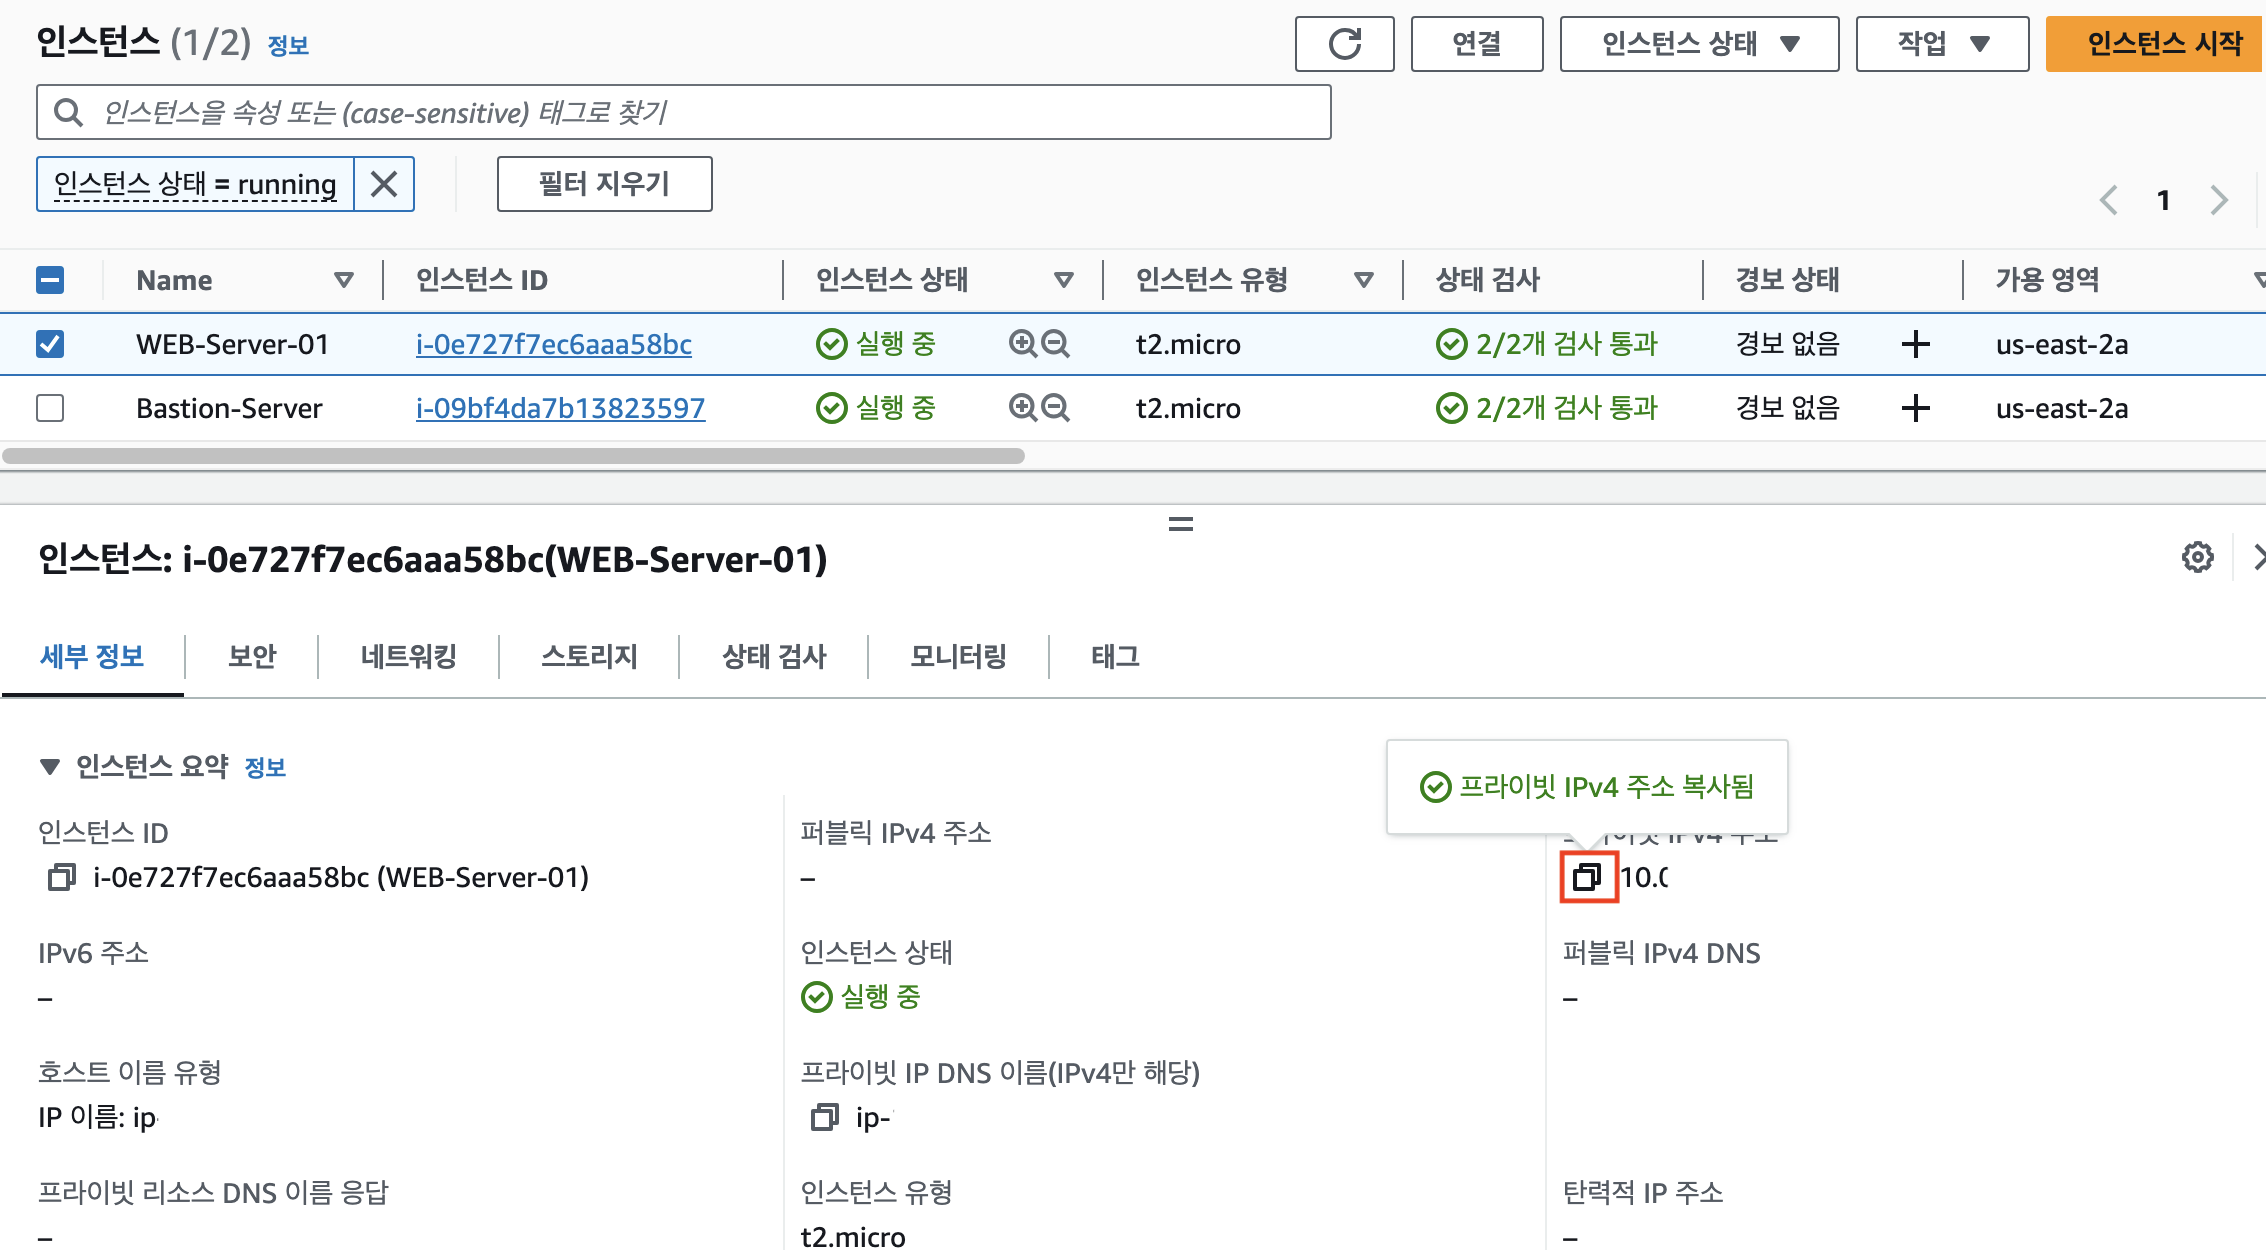 인스턴스 (1/2) 정보
연결
인스턴스 상태
작업
인스턴스 시작
인스턴스을 속성 또는 (case-sensitive) 태그로 찾기
인스턴스 상태 = running
필터 지우기
1
Name 인스턴스 ID 인스턴스 상태 인스턴스 유형 상태 검사 경보 상태 가용 영역
WEB-Server-01 i-0e727f7ec6aaa58bc 실행 중 t2.micro 2/2개 검사 통과 경보 없음 us-east-2a
Bastion-Server i-09bf4da7b13823597 실행 중 t2.micro 2/2개 검사 통과 경보 없음 us-east-2a
인스턴스: i-0e727f7ec6aaa58bc(WEB-Server-01)
세부 정보 보안 네트워킹 스토리지 상태 검사 모니터링 태그
인스턴스 요약 정보
프라이빗 IPv4 주소 복사됨
인스턴스 ID
i-0e727f7ec6aaa58bc (WEB-Server-01)
퍼블릭 IPv4 주소
–
IPv4 주소
10.
IPv6 주소
–
인스턴스 상태
실행 중
퍼블릭 IPv4 DNS
–
호스트 이름 유형
IP 이름: ip
프라이빗 IP DNS 이름(IPv4만 해당)
ip-
프라이빗 리소스 DNS 이름 응답
–
인스턴스 유형
t2.micro
탄력적 IP 주소
–